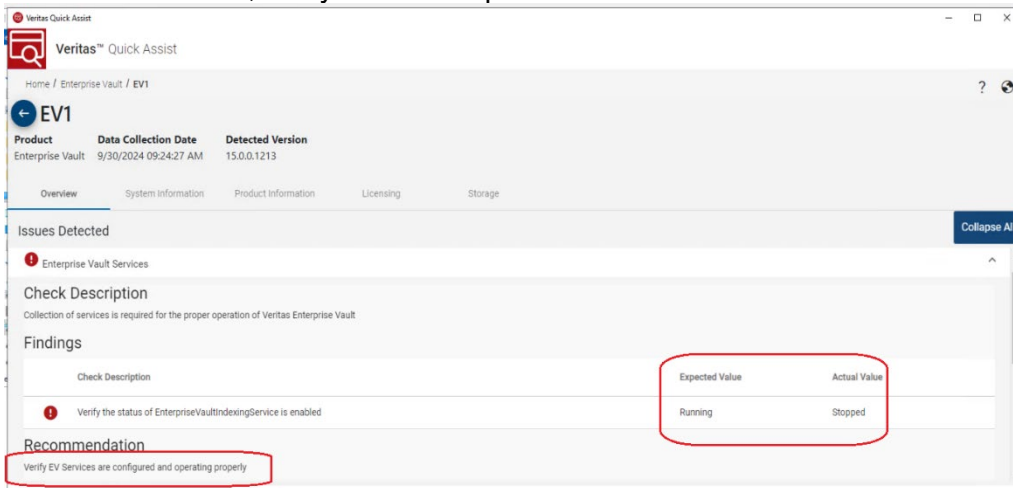 Veritas Quick Assist
Veritas™ Quick Assist
Home / Enterprise Vault / EV1
?
EV1
Product Data Collection Date Detected Version
Enterprise Vault 9/30/2024 09:24:27 AM 15.0.0.1213
Overview System Information Product Information Licensing Storage
Issues Detected
Collapse Al
Enterprise Vault Services
Check Description
Collection of services is required for the proper operation of Veritas Enterprise Vault
Findings
Check Description Expected Value Actual Value
Verify the status of EnterpriseVaultIndexingService is enabled Running Stopped
Recommendation
Verify EV Services are configured and operating properly